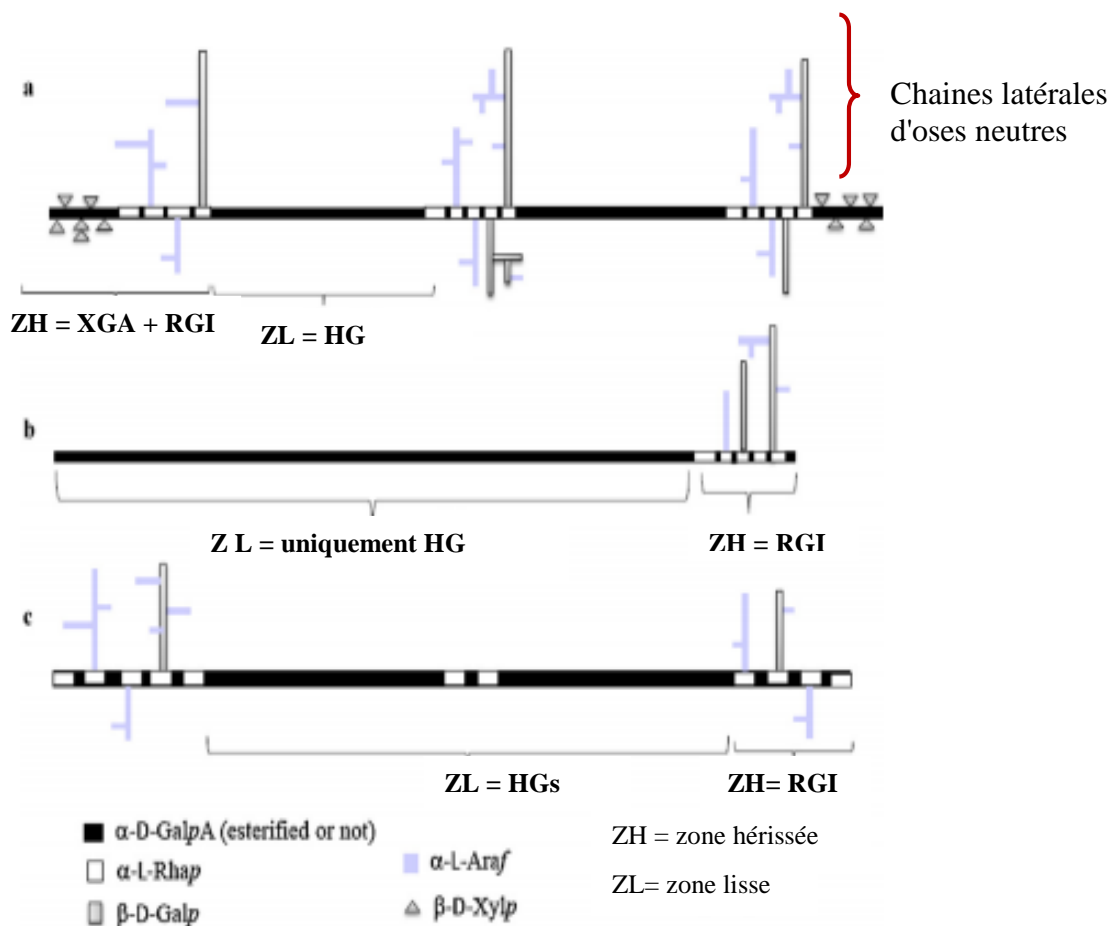 a
Chaines latérales
d'oses neutres
ZH = XGA + RGI
ZL = HG
b
Z L = uniquement HG
ZH = RGI
c
ZL = HGs
ZH= RGI
α-D-GalpA (esterified or not)
ZH = zone hérissée
α-L-Rhap
α-L-Araf
ZL= zone lisse
β-D-Galp
β-D-Xylp